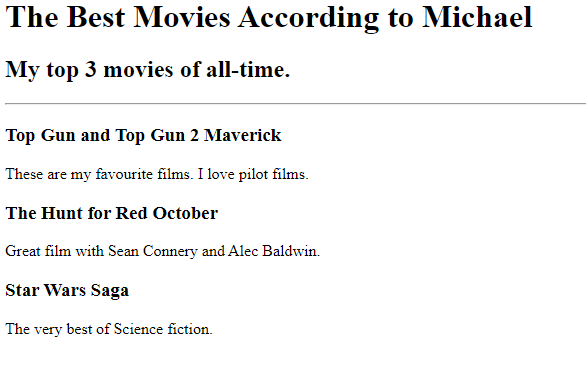 The Best Movies According to Michael
My top 3 movies of all-time.
Top Gun and Top Gun 2 Maverick
These are my favourite films. I love pilot films.
The Hunt for Red October
Great film with Sean Connery and Alec Baldwin.
Star Wars Saga
The very best of Science fiction.